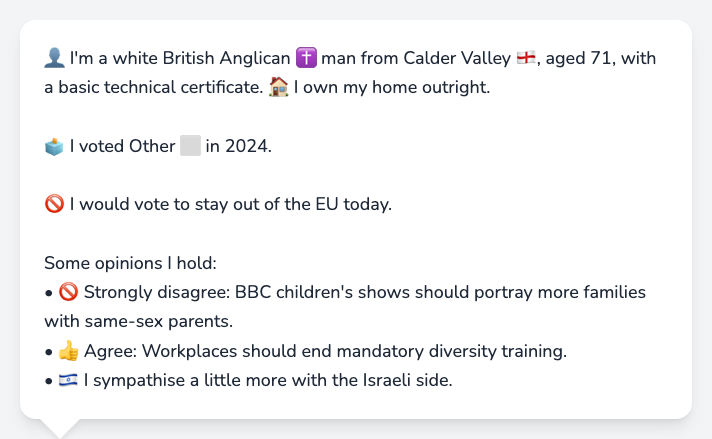 👤 I'm a white British Anglican ✝️ man from Calder Valley 🏴󠁧󠁢󠁥󠁮󠁧󠁿, aged 71, with
a basic technical certificate. 🏠 I own my home outright.
🗳️ I voted Other ⬜ in 2024.
🚫 I would vote to stay out of the EU today.
Some opinions I hold:
• 🚫 Strongly disagree: BBC children's shows should portray more families
with same-sex parents.
• 👍 Agree: Workplaces should end mandatory diversity training.
• 🇮🇱 I sympathise a little more with the Israeli side.